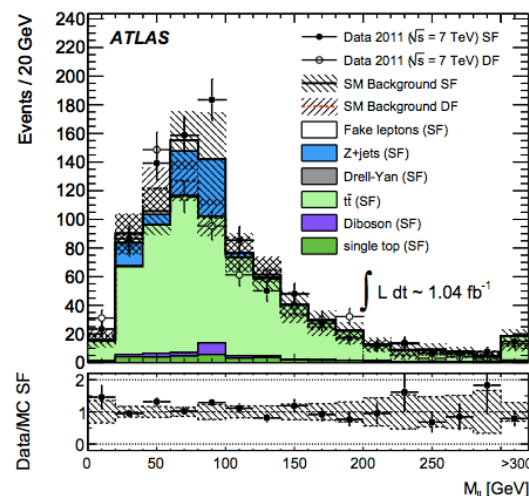 ATLAS
Data 2011 (√s = 7 TeV) SF
Data 2011 (√s = 7 TeV) DF
SM Background SF
SM Background DF
Fake leptons (SF)
Z+jets (SF)
Drell-Yan (SF)
tt̄ (SF)
Diboson (SF)
single top (SF)
∫ L dt ~ 1.04 fb⁻¹
Events / 20 GeV
240
220
200
180
160
140
120
100
80
60
40
20
0
Data/MC SF
2
1
0
0 50 100 150 200 250 >300
M_ll [GeV]